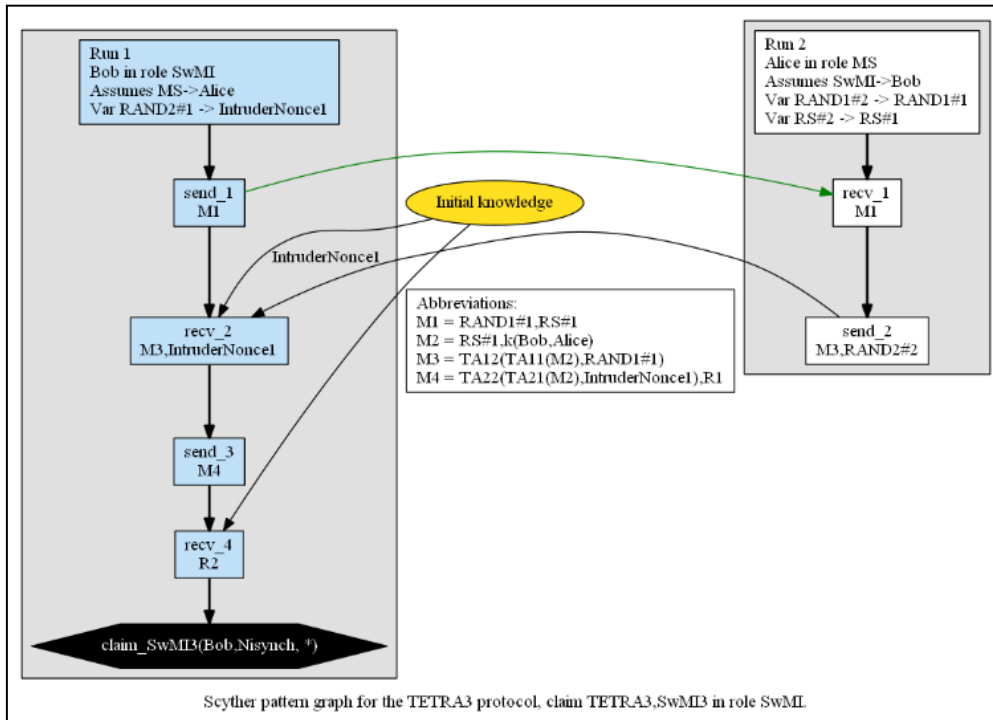 Run 1
Bob in role SwMI
Assumes MS->Alice
Var RAND2#1 -> IntruderNonce1
Run 2
Alice in role MS
Assumes SwMI->Bob
Var RAND1#2 -> RAND1#1
Var RS#2 -> RS#1
send_1
M1
Initial knowledge
recv_1
M1
IntruderNonce1
recv_2
M3,IntruderNonce1
Abbreviations:
M1 = RAND1#1,RS#1
M2 = RS#1,k(Bob,Alice)
M3 = TA12(TA11(M2),RAND1#1)
M4 = TA22(TA21(M2),IntruderNonce1),R1
send_2
M3,RAND2#2
send_3
M4
recv_4
R2
claim_SwMI3(Bob,Nisynch, *)
Scyther pattern graph for the TETRA3 protocol, claim TETRA3,SwMI3 in role SwMI.